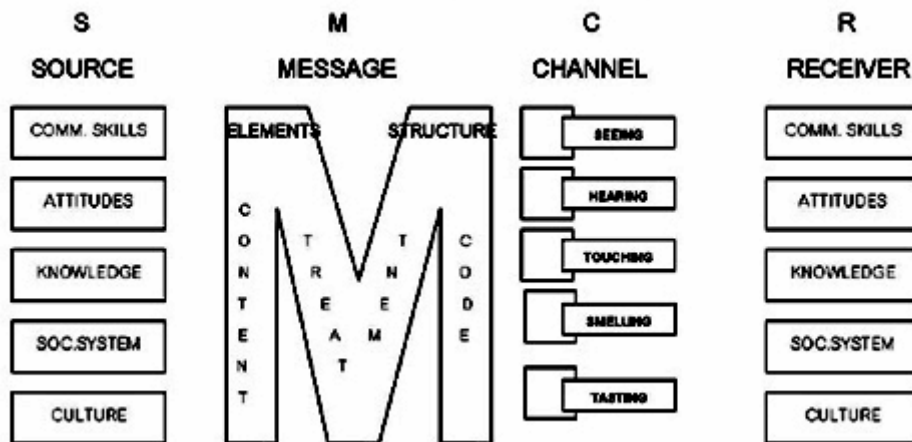 S M C R
SOURCE MESSAGE CHANNEL RECEIVER
COMM. SKILLS
ATTITUDES
KNOWLEDGE
SOC.SYSTEM
CULTURE
ELEMENTS STRUCTURE
CONTENT
TREATMENT
CODE
SEEING
HEARING
TOUCHING
SMELLING
TASTING
COMM. SKILLS
ATTITUDES
KNOWLEDGE
SOC.SYSTEM
CULTURE